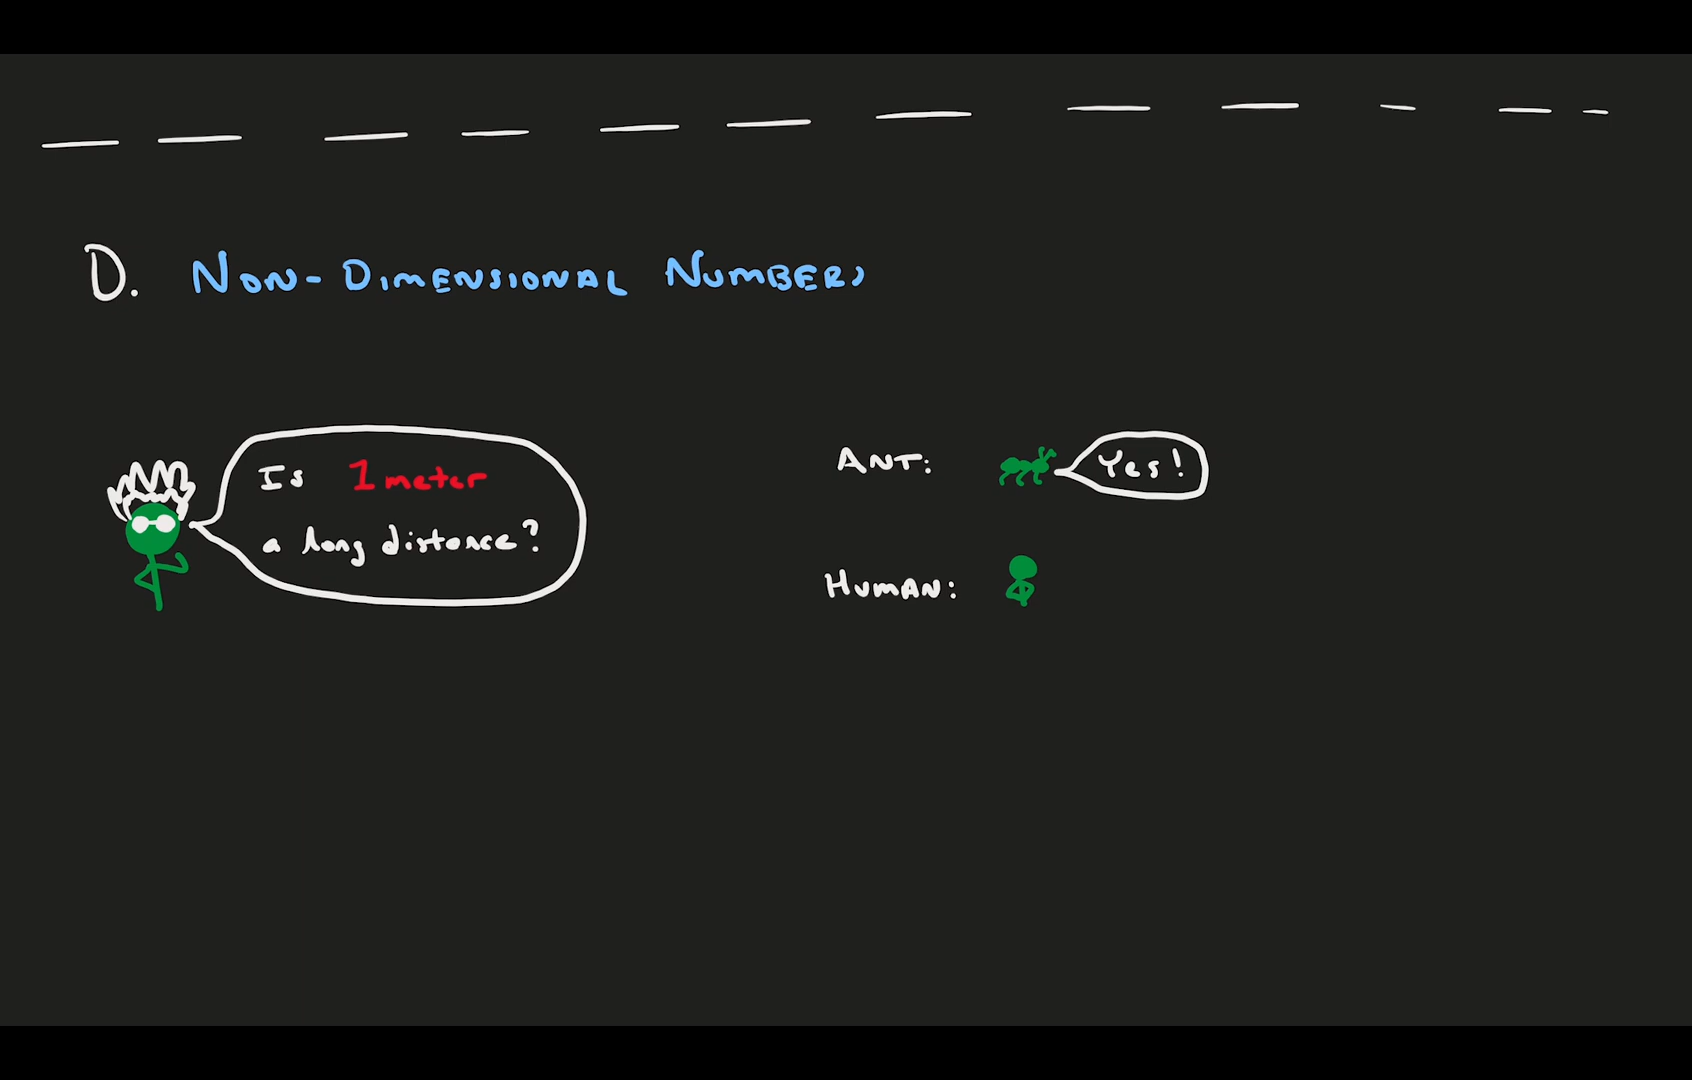 D. Non-Dimensional Numbers
Is 1 meter
a long distance?
ANT:
Yes!
HUMAN: